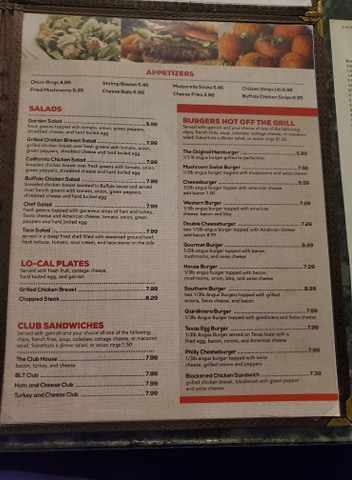 APPETIZERS
Onion Rings 4.95
Fried Mushrooms 5.45
Shrimp Basket 5.45
Cheese Balls 4.95
Mozzarella Sticks 5.45
Cheese Fries 3.95
Chicken Strips (4) 6.95
Buffalo Chicken Strips 6.95
SALADS
Garden Salad 5.99
fresh greens topped with tomato, onion, green peppers,
shredded cheese, and hard boiled egg
Grilled Chicken Breast Salad 7.99
grilled chicken breast over fresh greens with tomato, onion,
green peppers, shredded cheese and hard boiled egg
California Chicken Salad 7.99
breaded chicken breast over fresh greens with tomato, onion,
green peppers, shredded cheese and hard boiled egg
Buffalo Chicken Salad 7.99
breaded chicken breast smothered in Buffalo sauce and served
over fresh greens with tomato, onion, green peppers,
shredded cheese and hard boiled egg
Chef Salad 7.99
fresh greens topped with generous strips of ham and turkey,
Swiss cheese and American cheese, tomato, onion, green
peppers and hard boiled egg
Taco Salad 7.99
served in a deep fried shell filled with seasoned ground beef,
fresh lettuce, tomato, sour cream, and taco sauce on the side
LO-CAL PLATES
Served with fresh fruit, cottage cheese,
hard boiled egg, and garnish
Grilled Chicken Breast 7.99
Chopped Steak 8.29
CLUB SANDWICHES
Served with garnish and your choice of one of the following:
chips, french fries, soup, coleslaw, cottage cheese, or macaroni
salad. Substitute a dinner salad, or onion rings 1.50
The Club House 7.99
bacon, turkey, and cheese
BLT Club 7.99
Ham and Cheese Club 7.99
Turkey and Cheese Club 7.99
BURGERS HOT OFF THE GRILL
Served with garnish and your choice of one of the following:
chips, french fries, soup, coleslaw, cottage cheese, or macaroni
salad. Substitute a dinner salad, or onion rings $1.50
The Original Hamburger 5.99
1/3 lb angus burger grilled to perfection
Mushroom Swiss Burger 7.99
1/3lb angus burger topped with mushrooms and swiss cheese
Cheeseburger 6.50
1/3lb angus burger topped with american cheese
add bacon 1.00
Western Burger 7.99
1/3lb angus burger topped with american
cheese, bacon and bbq
Double Cheeseburger 7.29
two 1/3lb angus burger topped with American cheese
add bacon 8.99
Gourmet Burger 8.29
1/3lb angus burger topped with bacon,
mushrooms, and swiss cheese
House Burger 7.29
1/3lb angus burger topped with bacon,
mushrooms, onion, bbq, and swiss cheese
Southern Burger 8.99
two 1/3lb Angus Burgers topped with grilled
onions, Swiss cheese, and bacon
Giardiniera Burger 7.99
1/3lb Angus Burger topped with giardiniera and Swiss cheese
Texas Egg Burger 7.99
1/3lb Angus Burger served on Texas toast with a
fried egg, bacon, onions, and American cheese
Philly Cheeseburger 7.99
1/3lb angus burger topped with swiss
cheese, grilled onions and peppers
Blackened Chicken Sandwich 7.39
grilled chicken breast, blackened with green pepper
and swiss cheese